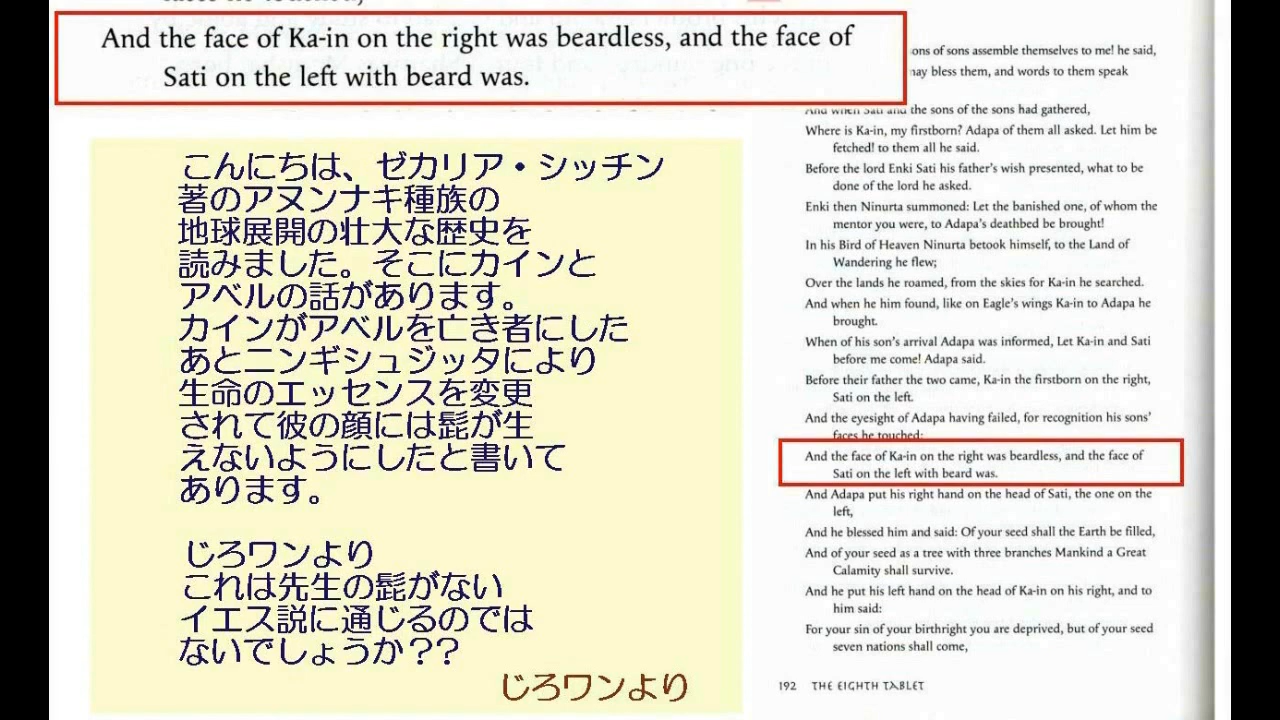 And the face of Ka-in on the right was beardless, and the face of
Sati on the left with beard was.
こんにちは、ゼカリア・シッチン
著のアヌンナキ種族の
地球展開の壮大な歴史を
読みました。そこにカインと
アベルの話があります。
カインがアベルを亡き者にした
あとニンギシュジッタにより
生命のエッセンスを変更
されて彼の顔には髭が生
えないようにしたと書いて
あります。
じろワンより
これは先生の髭がない
イエス説に通じるのでは
ないでしょうか??
じろワンより
ons of sons assemble themselves to me! he said,
may bless them, and words to them speak
And when Sati and the sons of the sons had gathered,
Where is Ka-in, my firstborn? Adapa of them all asked. Let him be
fetched! to them all he said.
Before the lord Enki Sati his father's wish presented, what to be
done of the lord he asked.
Enki then Ninurta summoned: Let the banished one, of whom the
mentor you were, to Adapa's deathbed be brought!
In his Bird of Heaven Ninurta betook himself, to the Land of
Wandering he flew;
Over the lands he roamed, from the skies for Ka-in he searched.
And when he him found, like on Eagle's wings Ka-in to Adapa he
brought.
When of his son's arrival Adapa was informed, Let Ka-in and Sati
before me come! Adapa said.
Before their father the two came, Ka-in the firstborn on the right,
Sati on the left.
And the eyesight of Adapa having failed, for recognition his sons'
faces he touched;
And the face of Ka-in on the right was beardless, and the face of
Sati on the left with beard was.
And Adapa put his right hand on the head of Sati, the one on the
left,
And he blessed him and said: Of your seed shall the Earth be filled,
And of your seed as a tree with three branches Mankind a Great
Calamity shall survive.
And he put his left hand on the head of Ka-in on his right, and to
him said:
For your sin of your birthright you are deprived, but of your seed
seven nations shall come,
192 THE EIGHTH TABLET